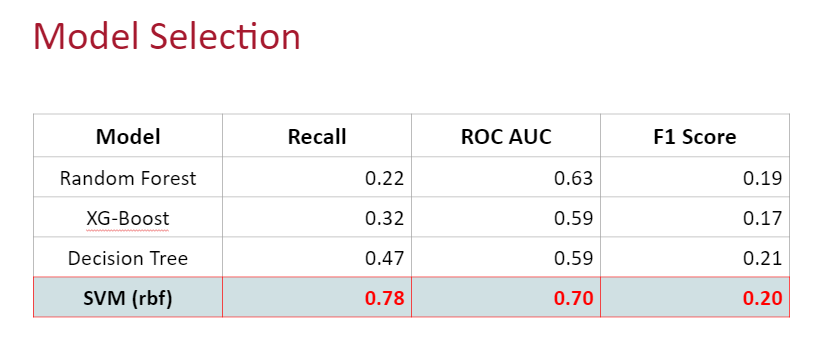 Model Selection
Model Recall ROC AUC F1 Score
Random Forest 0.22 0.63 0.19
XG-Boost 0.32 0.59 0.17
Decision Tree 0.47 0.59 0.21
SVM (rbf) 0.78 0.70 0.20